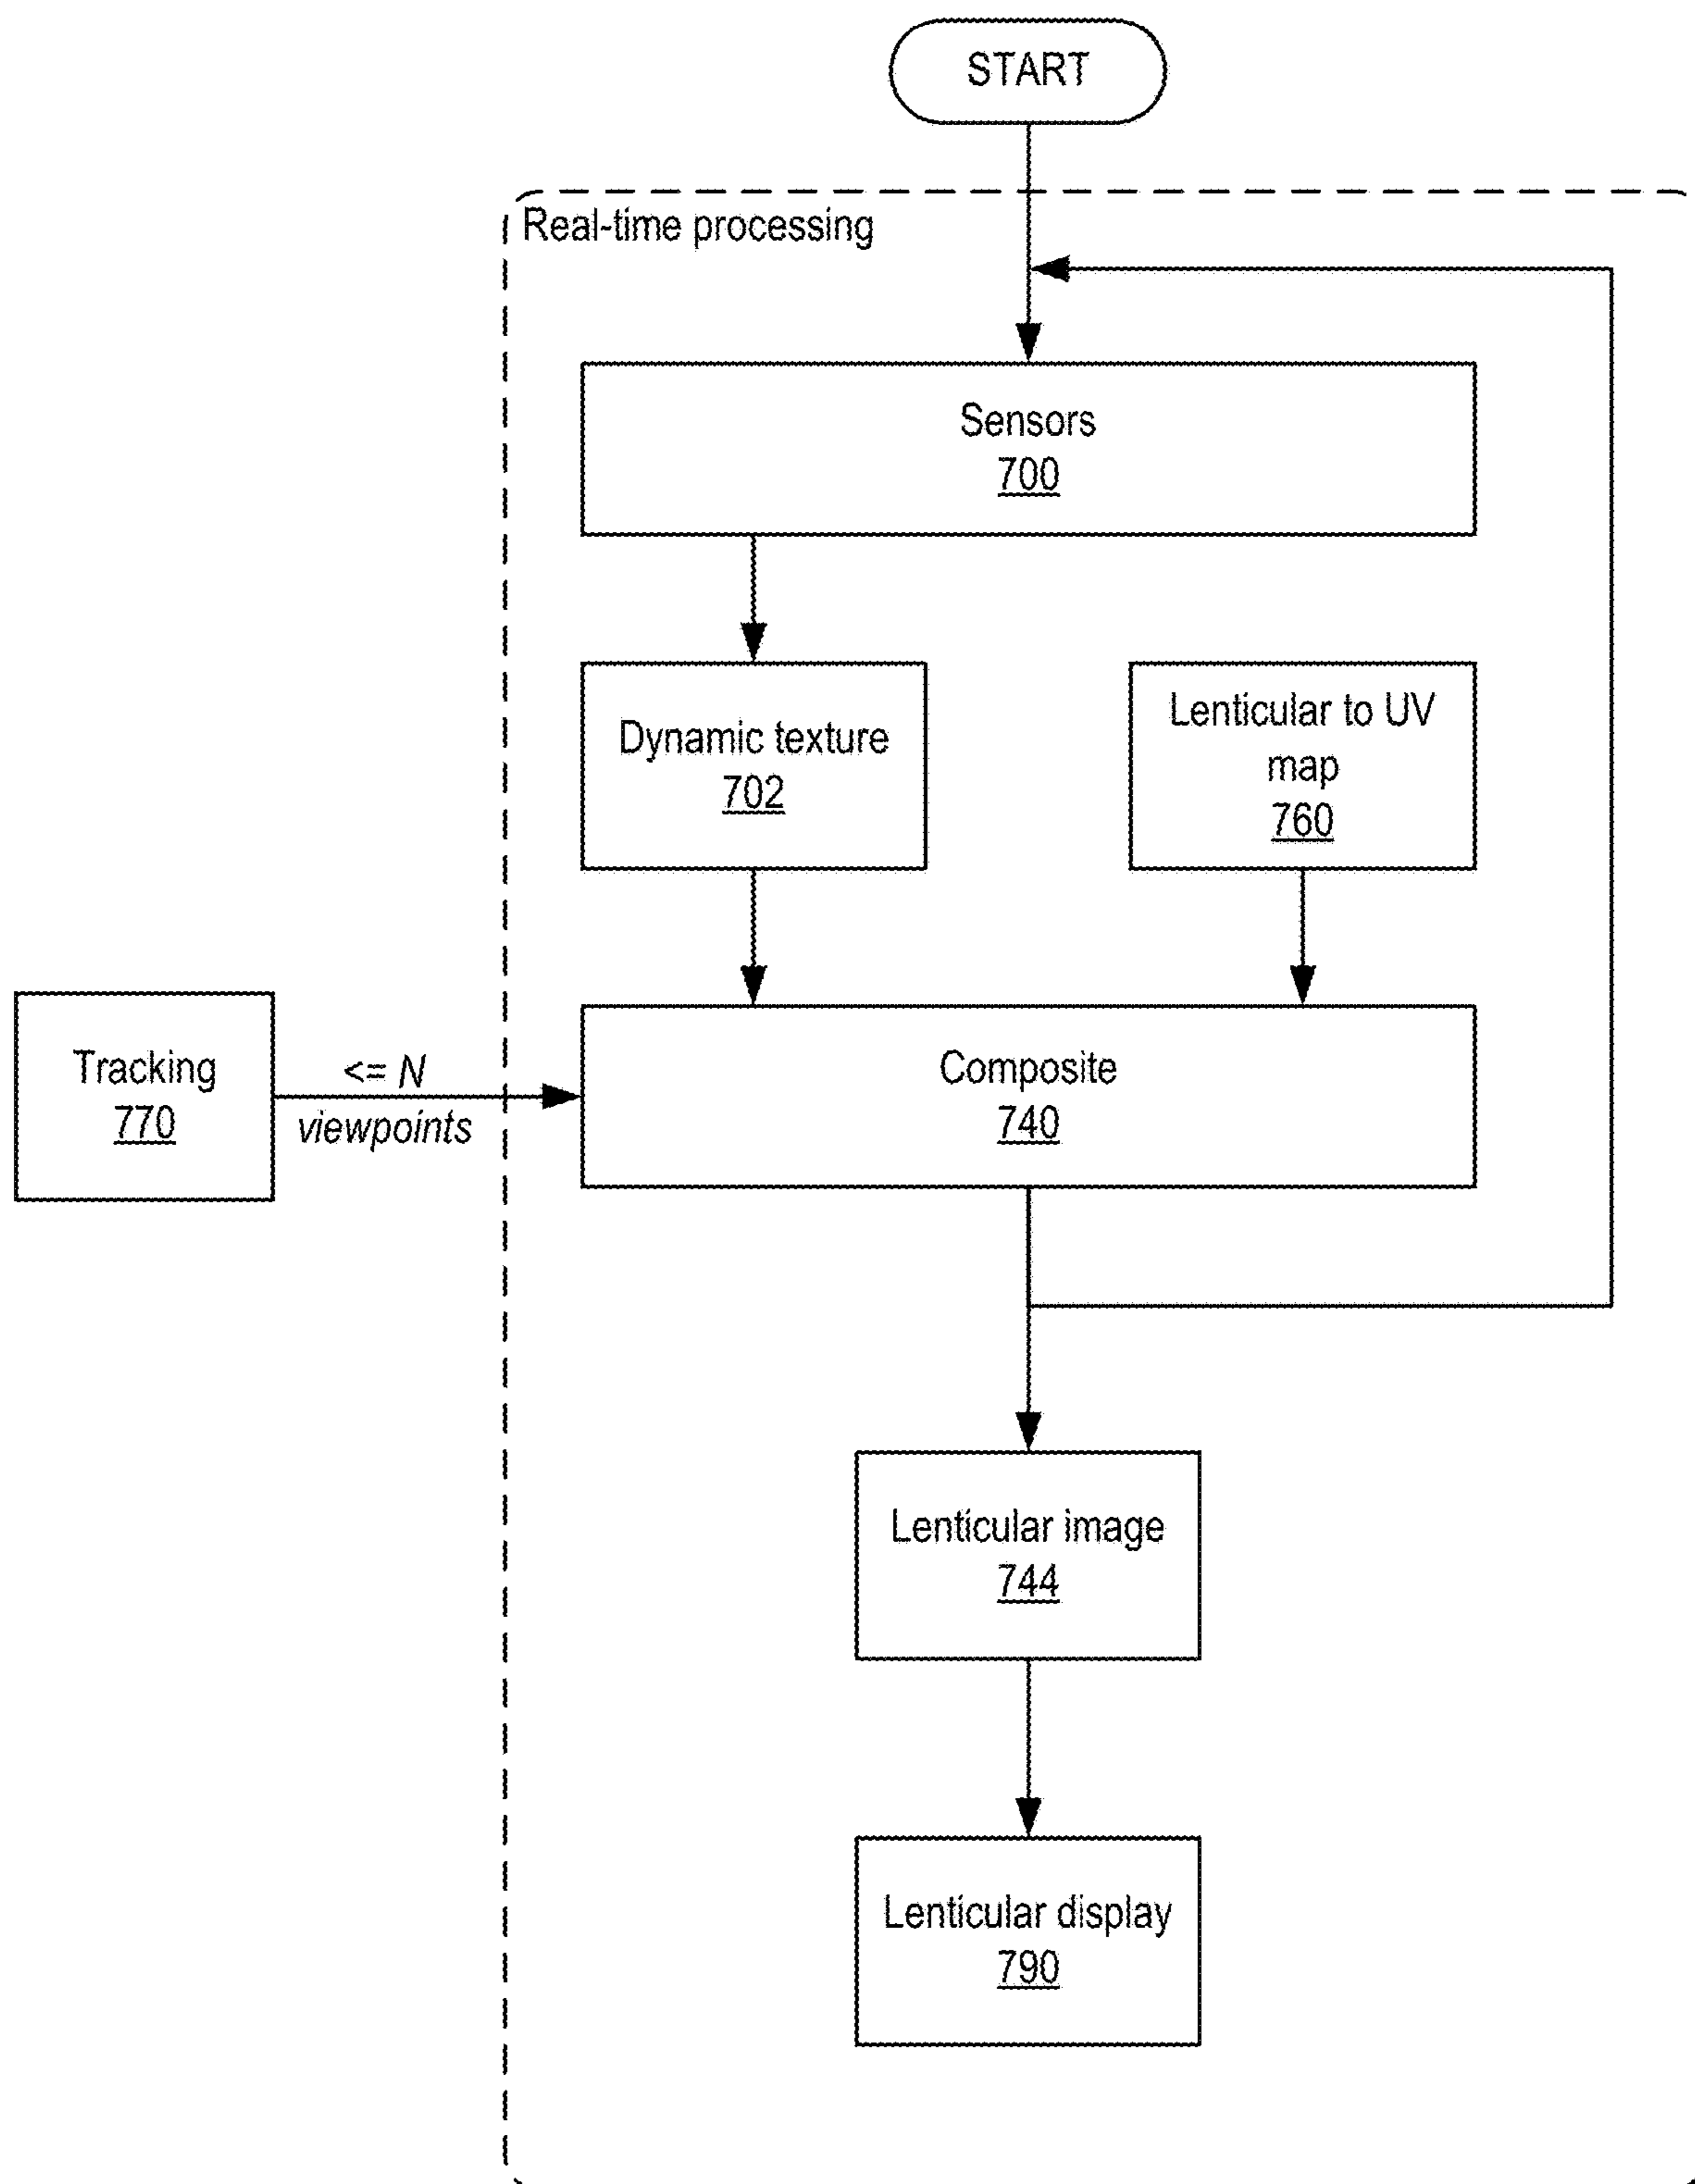 START
Real-time processing
Sensors
700
Dynamic texture
702
Lenticular to UV
map
760
Tracking
770
<= N
viewpoints
Composite
740
Lenticular image
744
Lenticular display
790